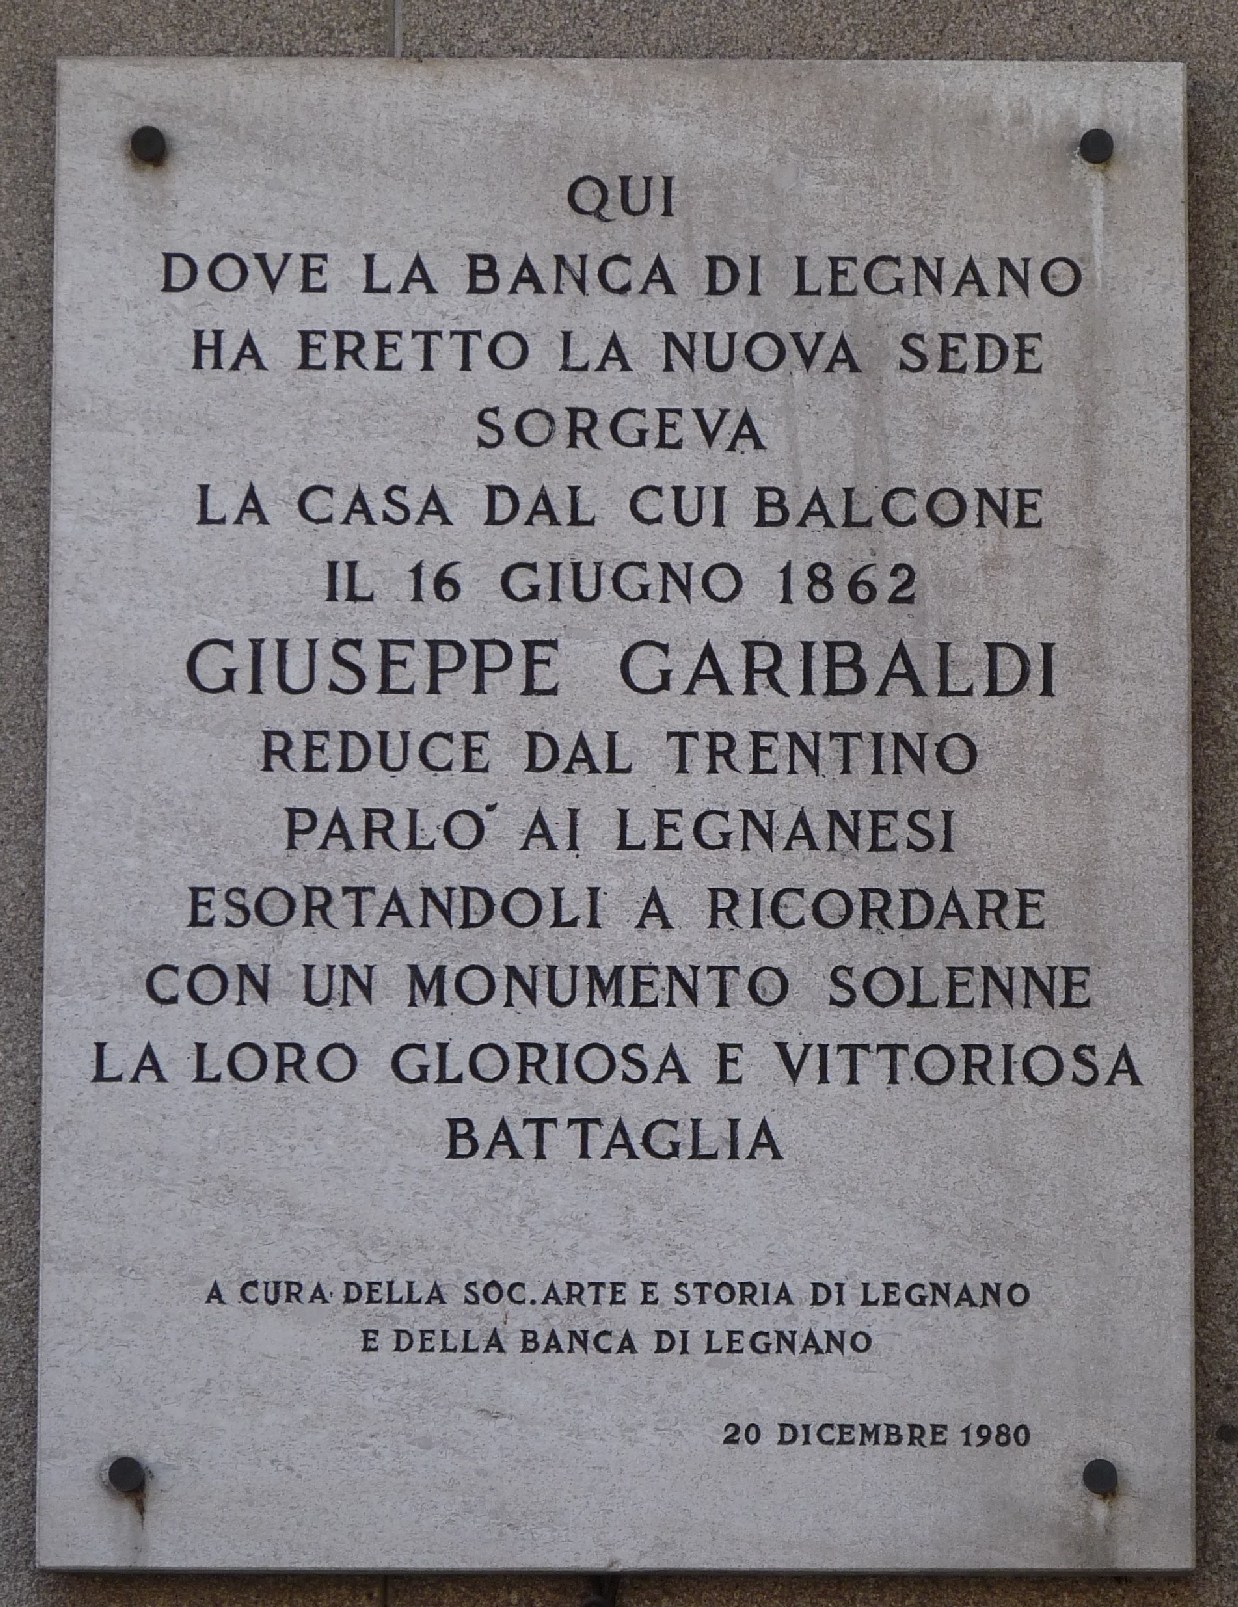 QUI
DOVE LA BANCA DI LEGNANO
HA ERETTO LA NUOVA SEDE
SORGEVA
LA CASA DAL CUI BALCONE
IL 16 GIUGNO 1862
GIUSEPPE GARIBALDI
REDUCE DAL TRENTINO
PARLO´ AI LEGNANESI
ESORTANDOLI A RICORDARE
CON UN MONUMENTO SOLENNE
LA LORO GLORIOSA E VITTORIOSA
BATTAGLIA
A CURA DELLA SOC. ARTE E STORIA DI LEGNANO
E DELLA BANCA DI LEGNANO
20 DICEMBRE 1980